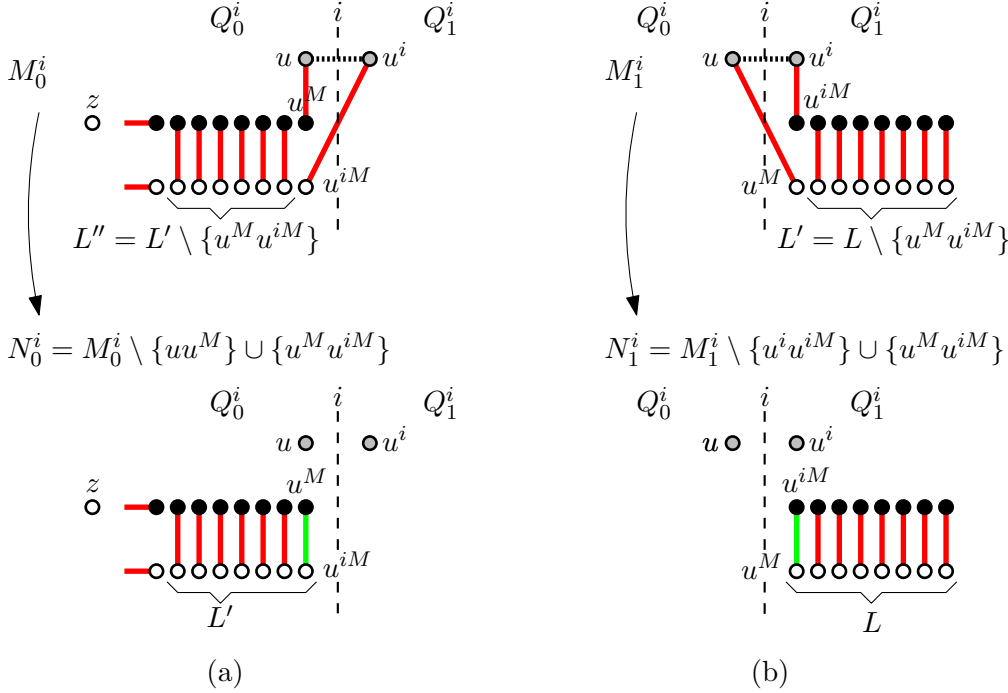 Q_0^i i Q_1^i
M_0^i
u u^i
z
u^M
u^{iM}
L'' = L' \ {u^M u^{iM}}
N_0^i = M_0^i \ {uu^M} ∪ {u^M u^{iM}}
Q_0^i i Q_1^i
u u^i
z
u^M
u^{iM}
L'
(a)
Q_0^i i Q_1^i
M_1^i
u u^i
u^{iM}
u^M
L' = L \ {u^M u^{iM}}
N_1^i = M_1^i \ {u^i u^{iM}} ∪ {u^M u^{iM}}
Q_0^i i Q_1^i
u u^i
u^{iM}
u^M
L
(b)